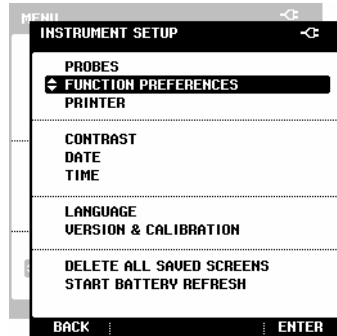 MENU
INSTRUMENT SETUP
PROBES
FUNCTION PREFERENCES
PRINTER
CONTRAST
DATE
TIME
LANGUAGE
VERSION & CALIBRATION
DELETE ALL SAVED SCREENS
START BATTERY REFRESH
BACK
ENTER